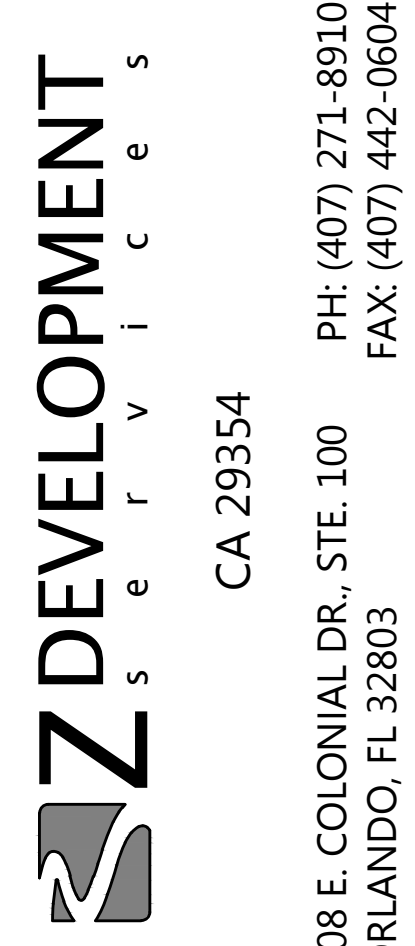 Z DEVELOPMENT
services
CA 29354
08 E. COLONIAL DR., STE. 100 PH: (407) 271-8910
RLANDO, FL 32803 FAX: (407) 442-0604